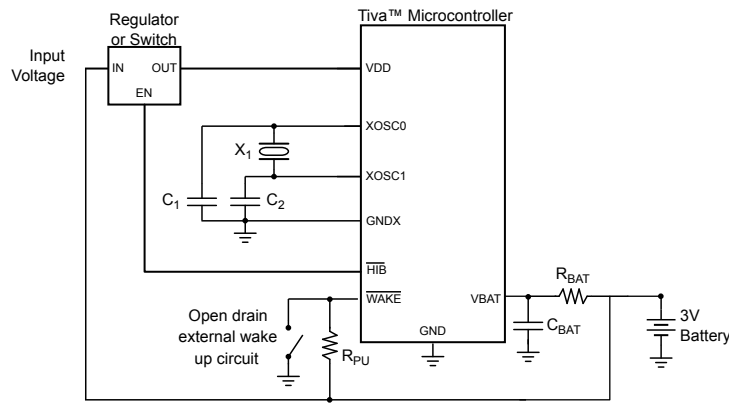 Tiva™ Microcontroller
Regulator
or Switch
Input
Voltage
IN
OUT
EN
VDD
XOSC0
X1
XOSC1
C1
C2
GNDX
HIB
WAKE
VBAT
RBAT
Open drain
external wake
up circuit
RPU
GND
CBAT
3V
Battery